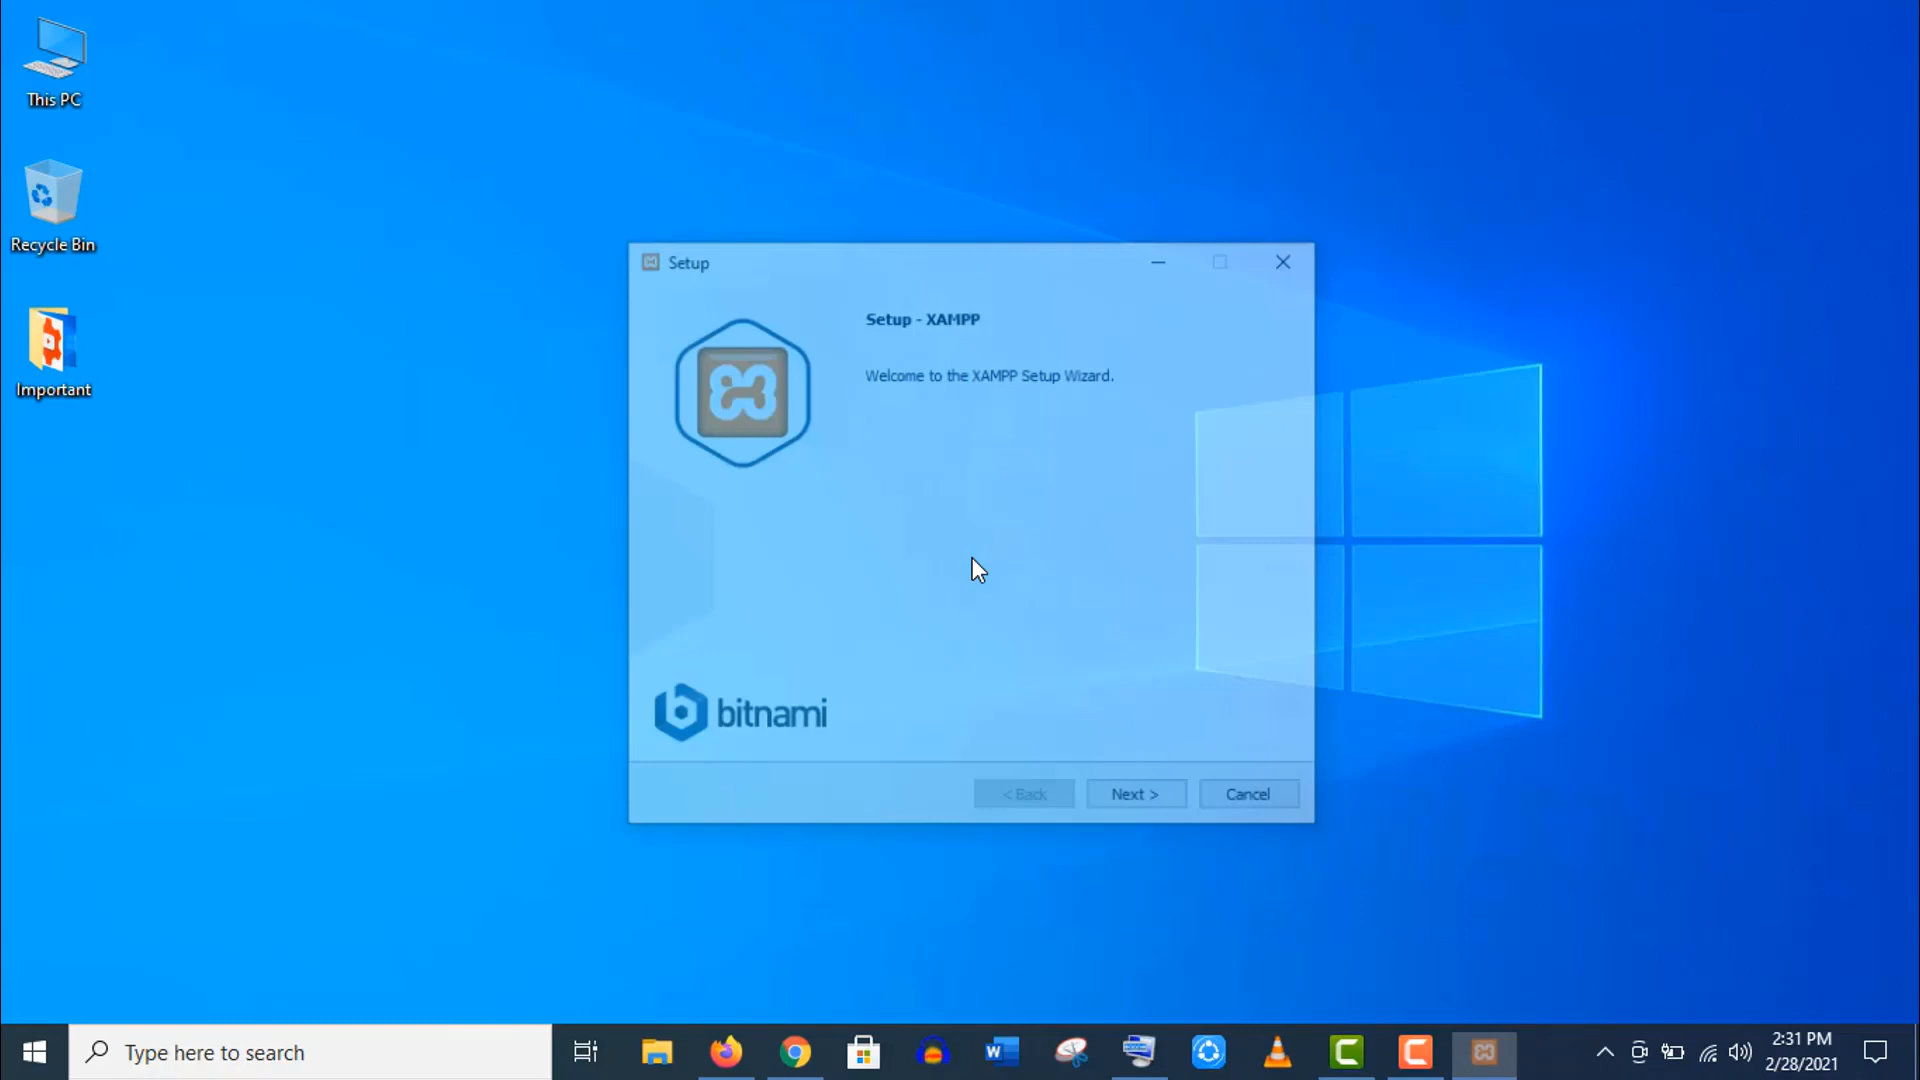 This PC
Recycle Bin
Important
Setup
Setup - XAMPP
Welcome to the XAMPP Setup Wizard.
bitnami
< Back
Next >
Cancel
Type here to search
2:31 PM
2/28/2021